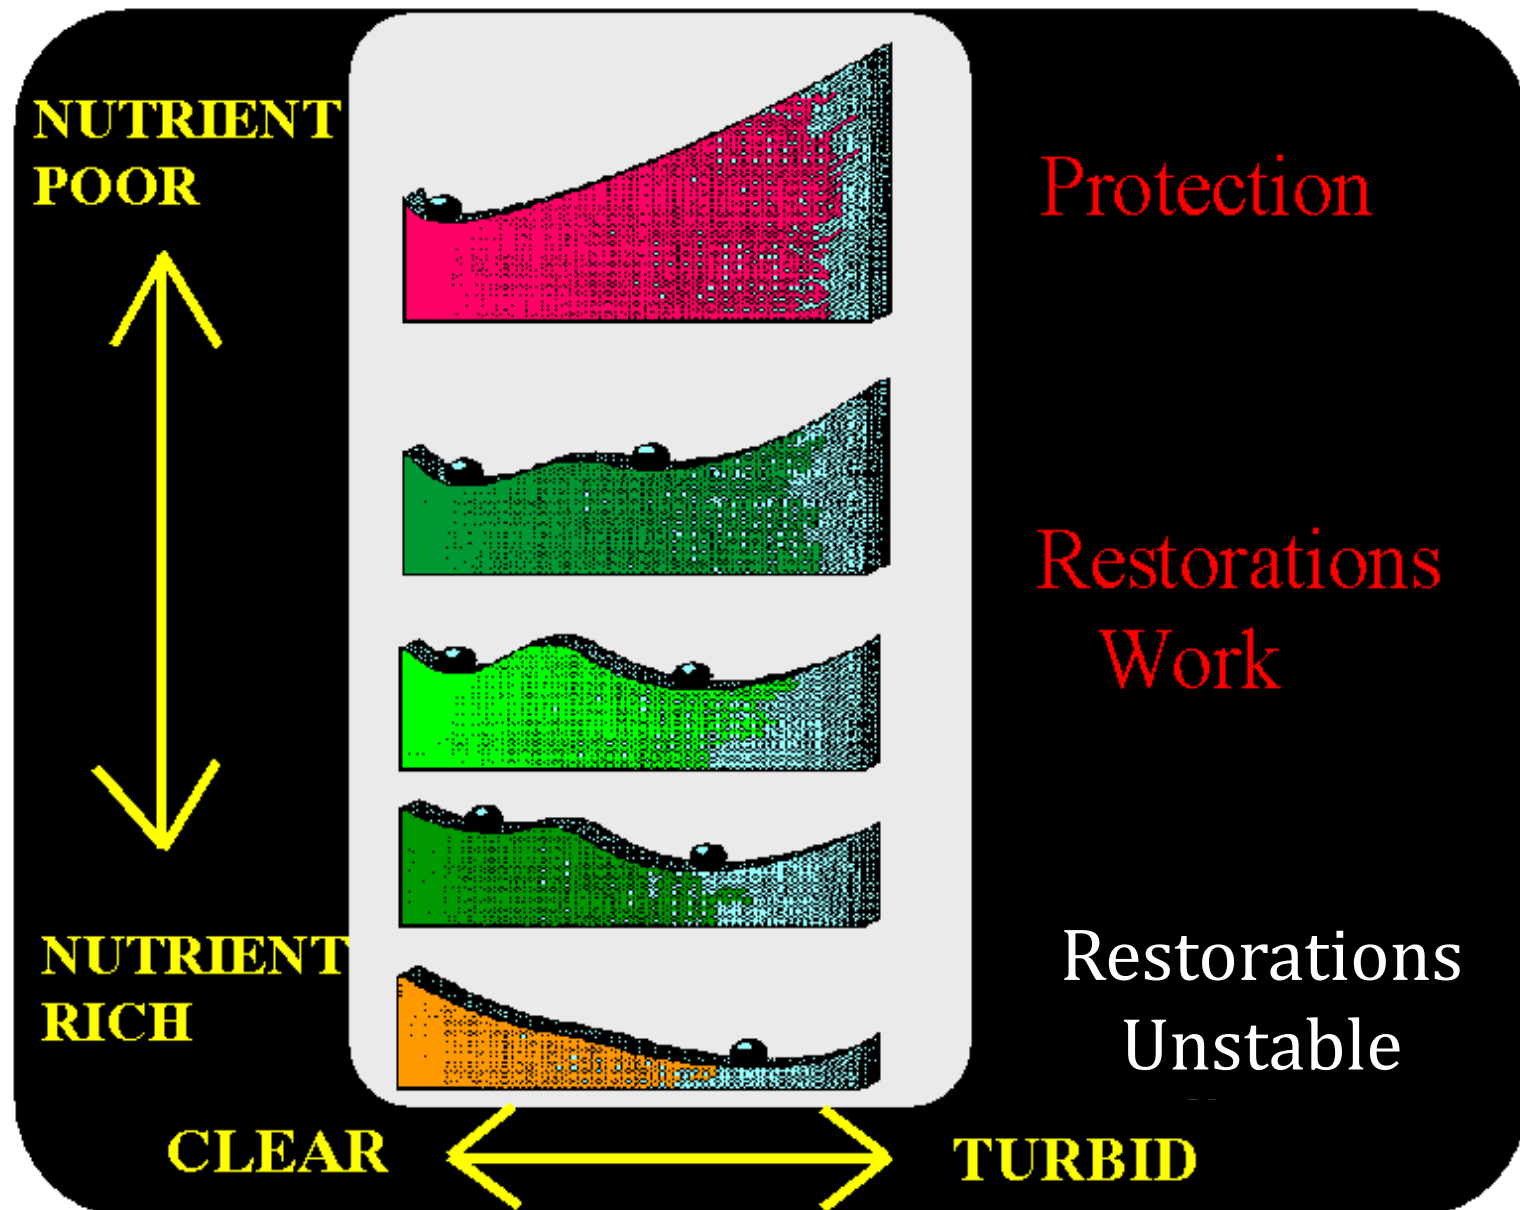 NUTRIENT
POOR
Protection
Restorations
Work
NUTRIENT
RICH
Restorations
Unstable
CLEAR
TURBID